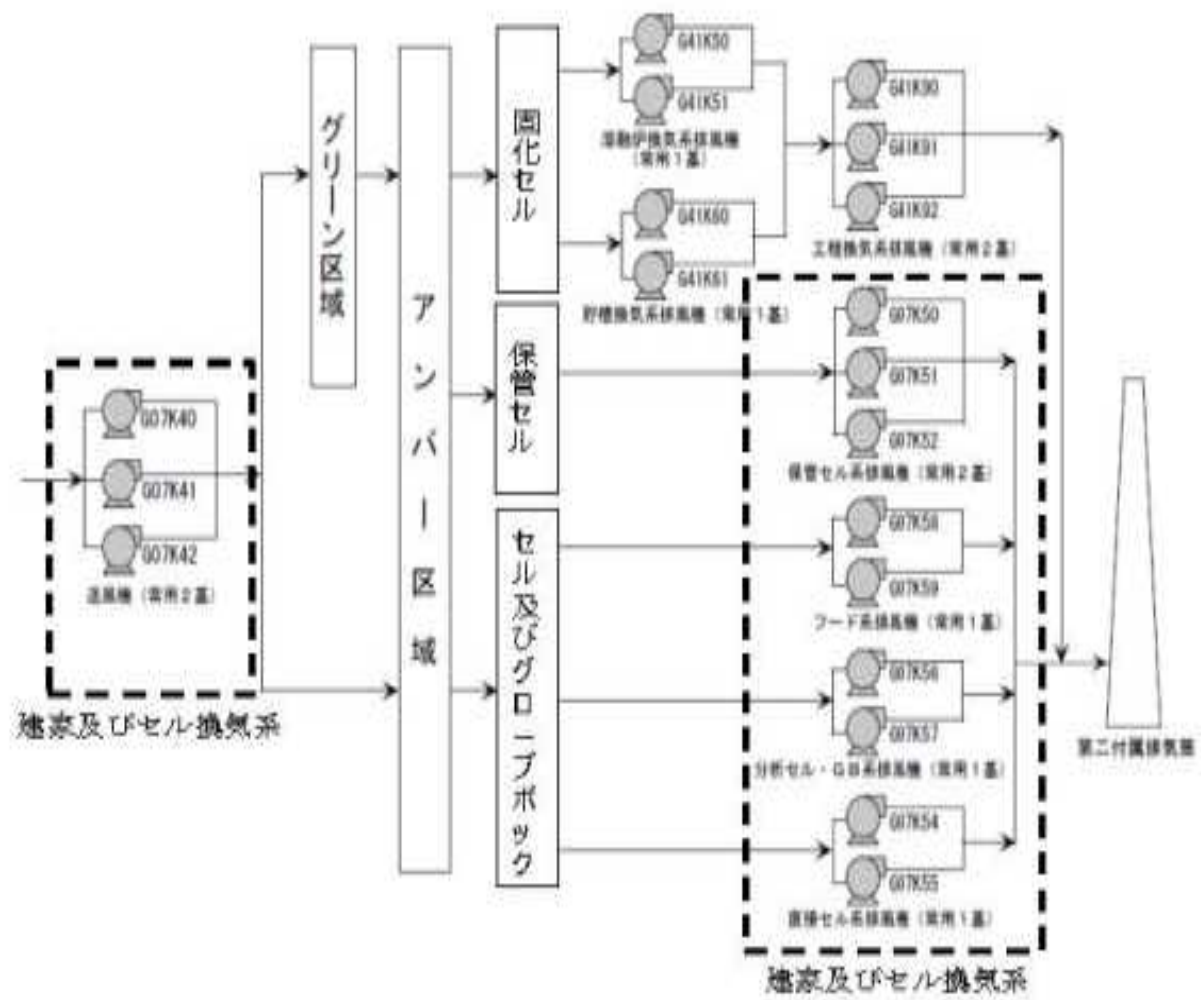 グリーン区域
アンバー区域
固化セル
保管セル
セル及びグローブボック
G07K40
G07K41
G07K42
送風機（常用２基）
建家及びセル換気系
G41K50
G41K51
溶融炉換気系排風機
（常用１基）
G41K60
G41K61
貯槽換気系排風機（常用１基）
G41K90
G41K91
G41K92
工程換気系排風機（常用２基）
G07K50
G07K51
G07K52
保管セル系排風機（常用２基）
G07K58
G07K59
フード系排風機（常用１基）
G07K56
G07K57
分析セル・ＧＢ系排風機（常用１基）
G07K54
G07K55
直接セル系排風機（常用１基）
建家及びセル換気系
第二付属排気筒